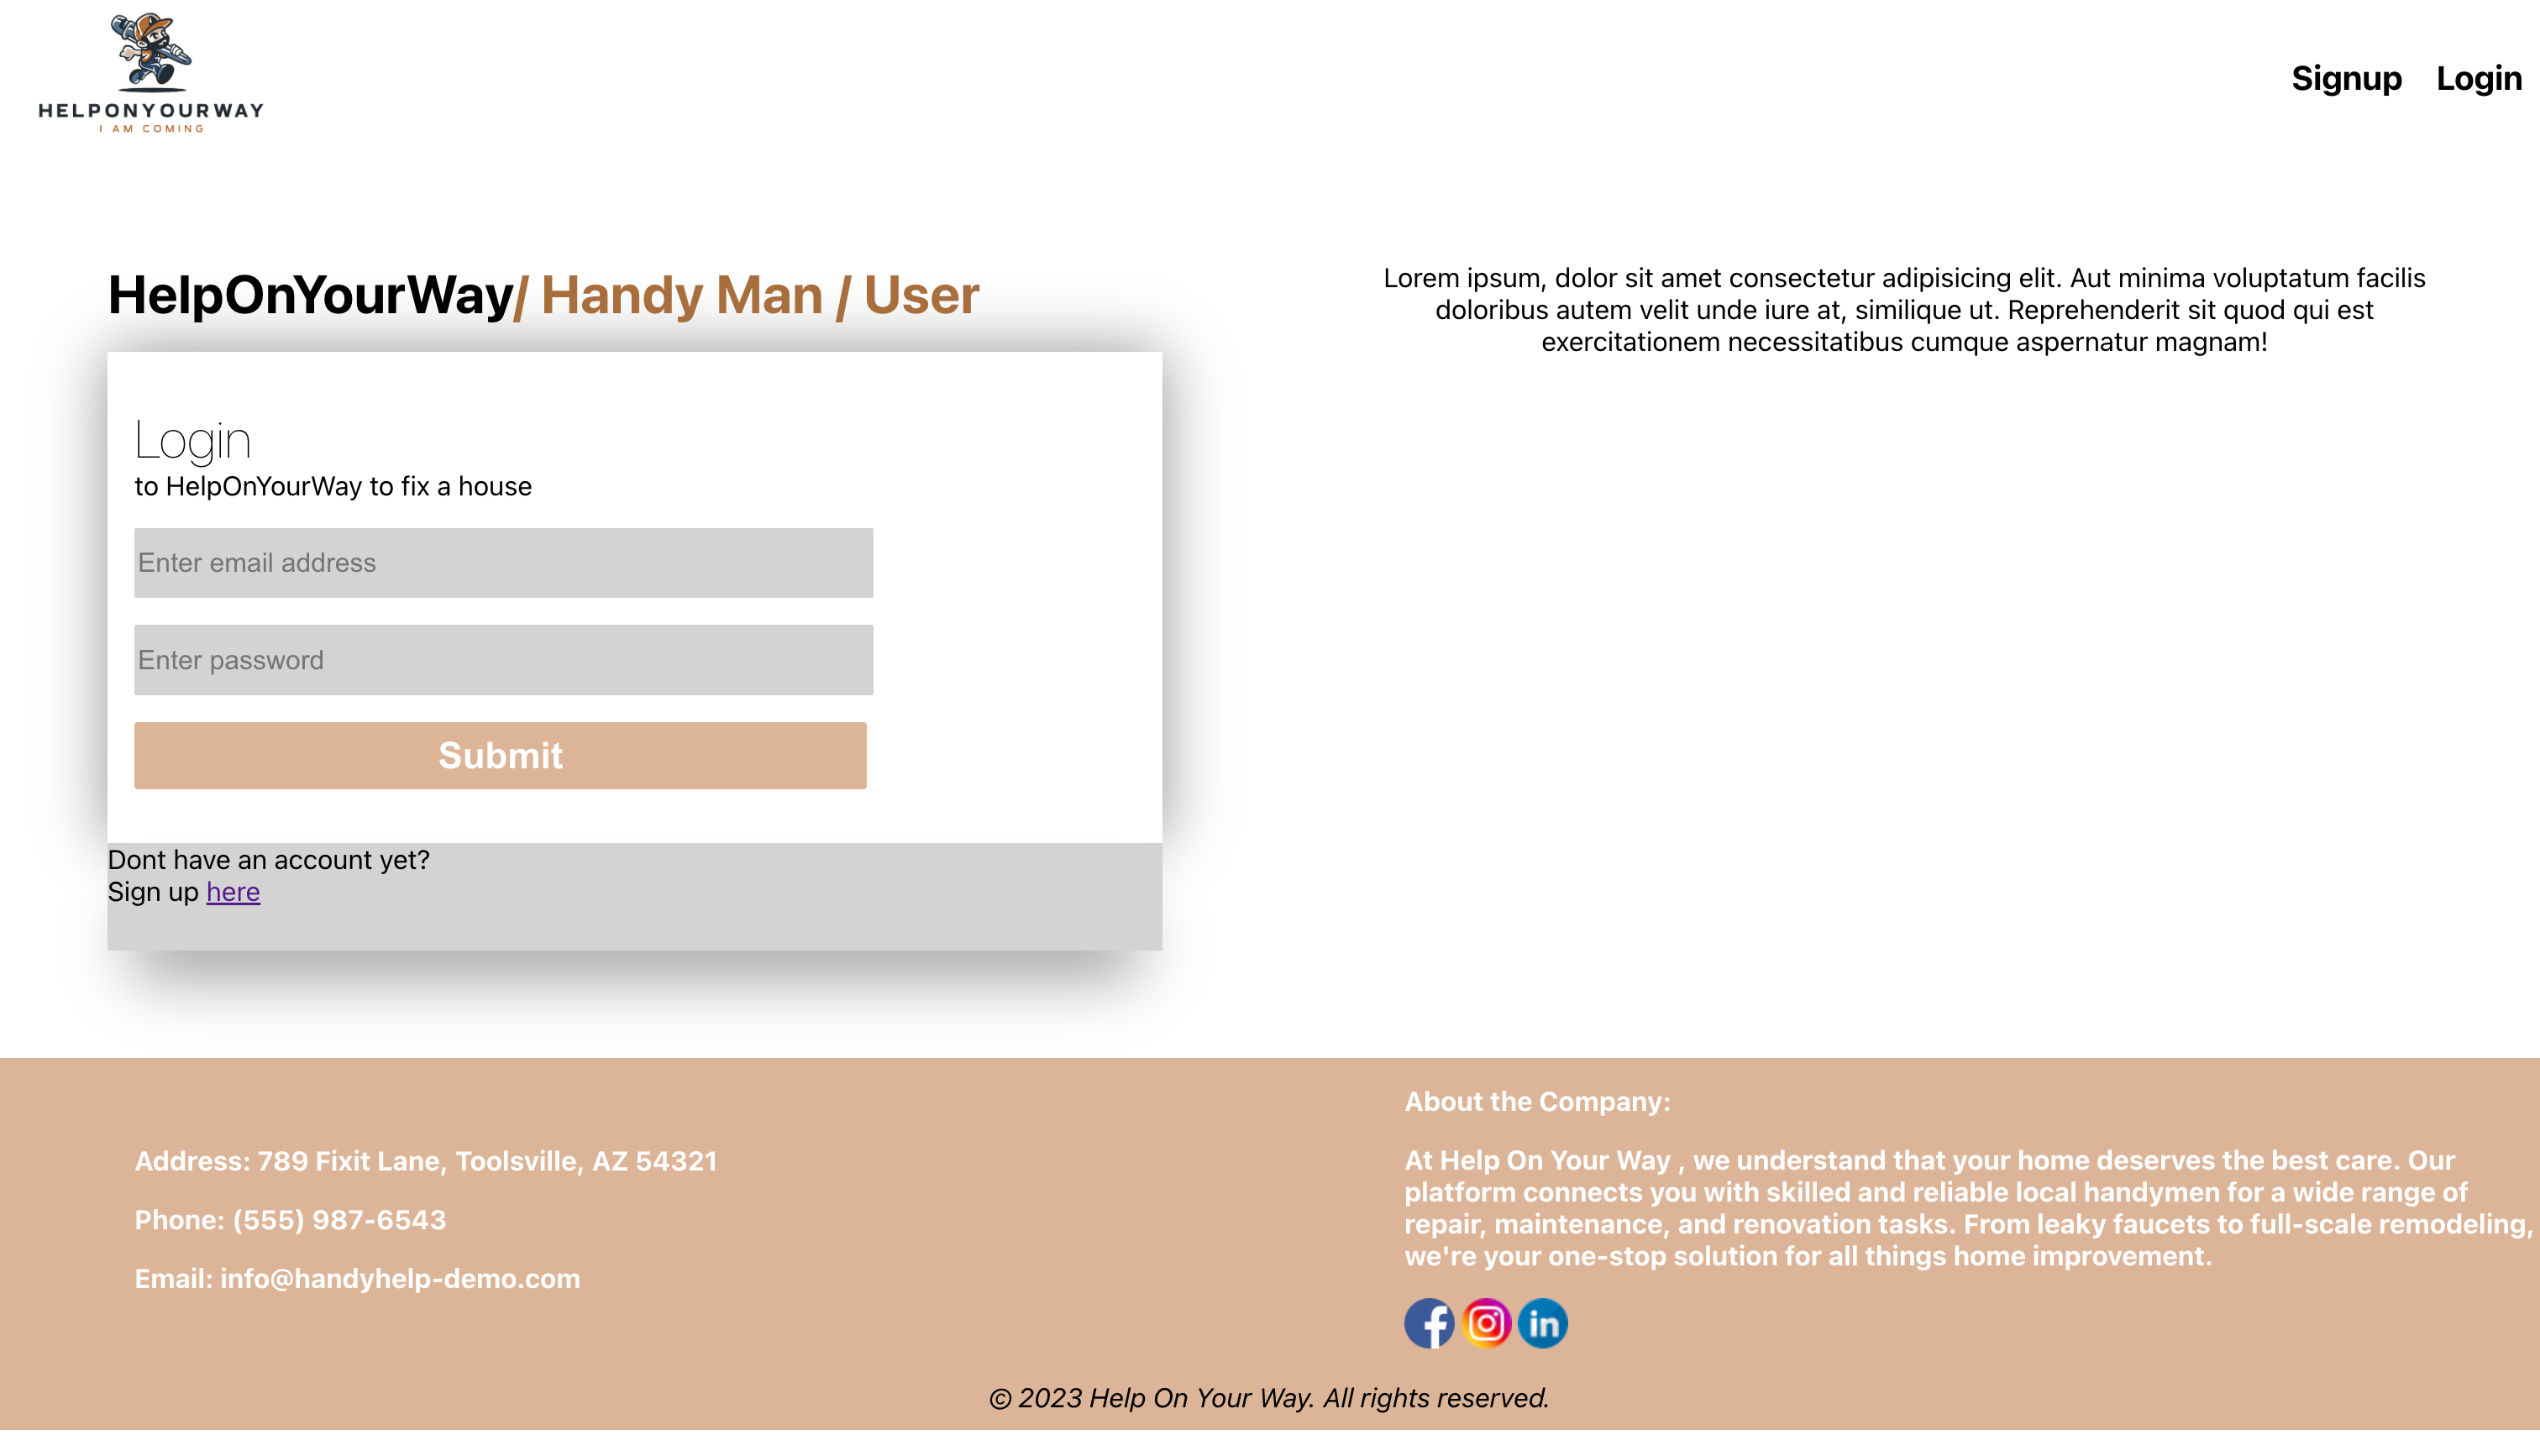 HELPONYOURWAY
I AM COMING
Signup Login
HelpOnYourWay/ Handy Man / User
Lorem ipsum, dolor sit amet consectetur adipisicing elit. Aut minima voluptatum facilis
doloribus autem velit unde iure at, similique ut. Reprehenderit sit quod qui est
exercitationem necessitatibus cumque aspernatur magnam!
Login
to HelpOnYourWay to fix a house
Enter email address
Enter password
Submit
Dont have an account yet?
Sign up here
Address: 789 Fixit Lane, Toolsville, AZ 54321
Phone: (555) 987-6543
Email: info@handyhelp-demo.com
About the Company:
At Help On Your Way , we understand that your home deserves the best care. Our
platform connects you with skilled and reliable local handymen for a wide range of
repair, maintenance, and renovation tasks. From leaky faucets to full-scale remodeling,
we're your one-stop solution for all things home improvement.
f
in
© 2023 Help On Your Way. All rights reserved.